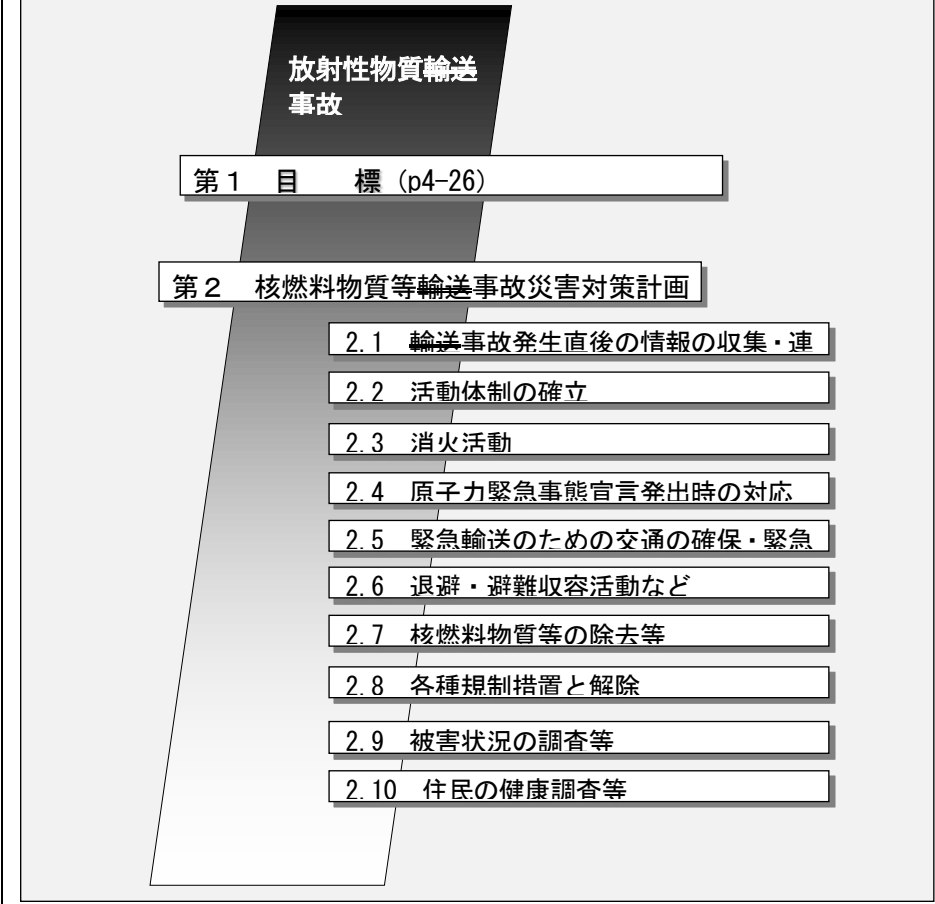 放射性物質輸送
事故
第１　目　　標（p4-26）
第２　核燃料物質等輸送事故災害対策計画
2.1　輸送事故発生直後の情報の収集・連
2.2　活動体制の確立
2.3　消火活動
2.4　原子力緊急事態宣言発出時の対応
2.5　緊急輸送のための交通の確保・緊急
2.6　退避・避難収容活動など
2.7　核燃料物質等の除去等
2.8　各種規制措置と解除
2.9　被害状況の調査等
2.10　住民の健康調査等